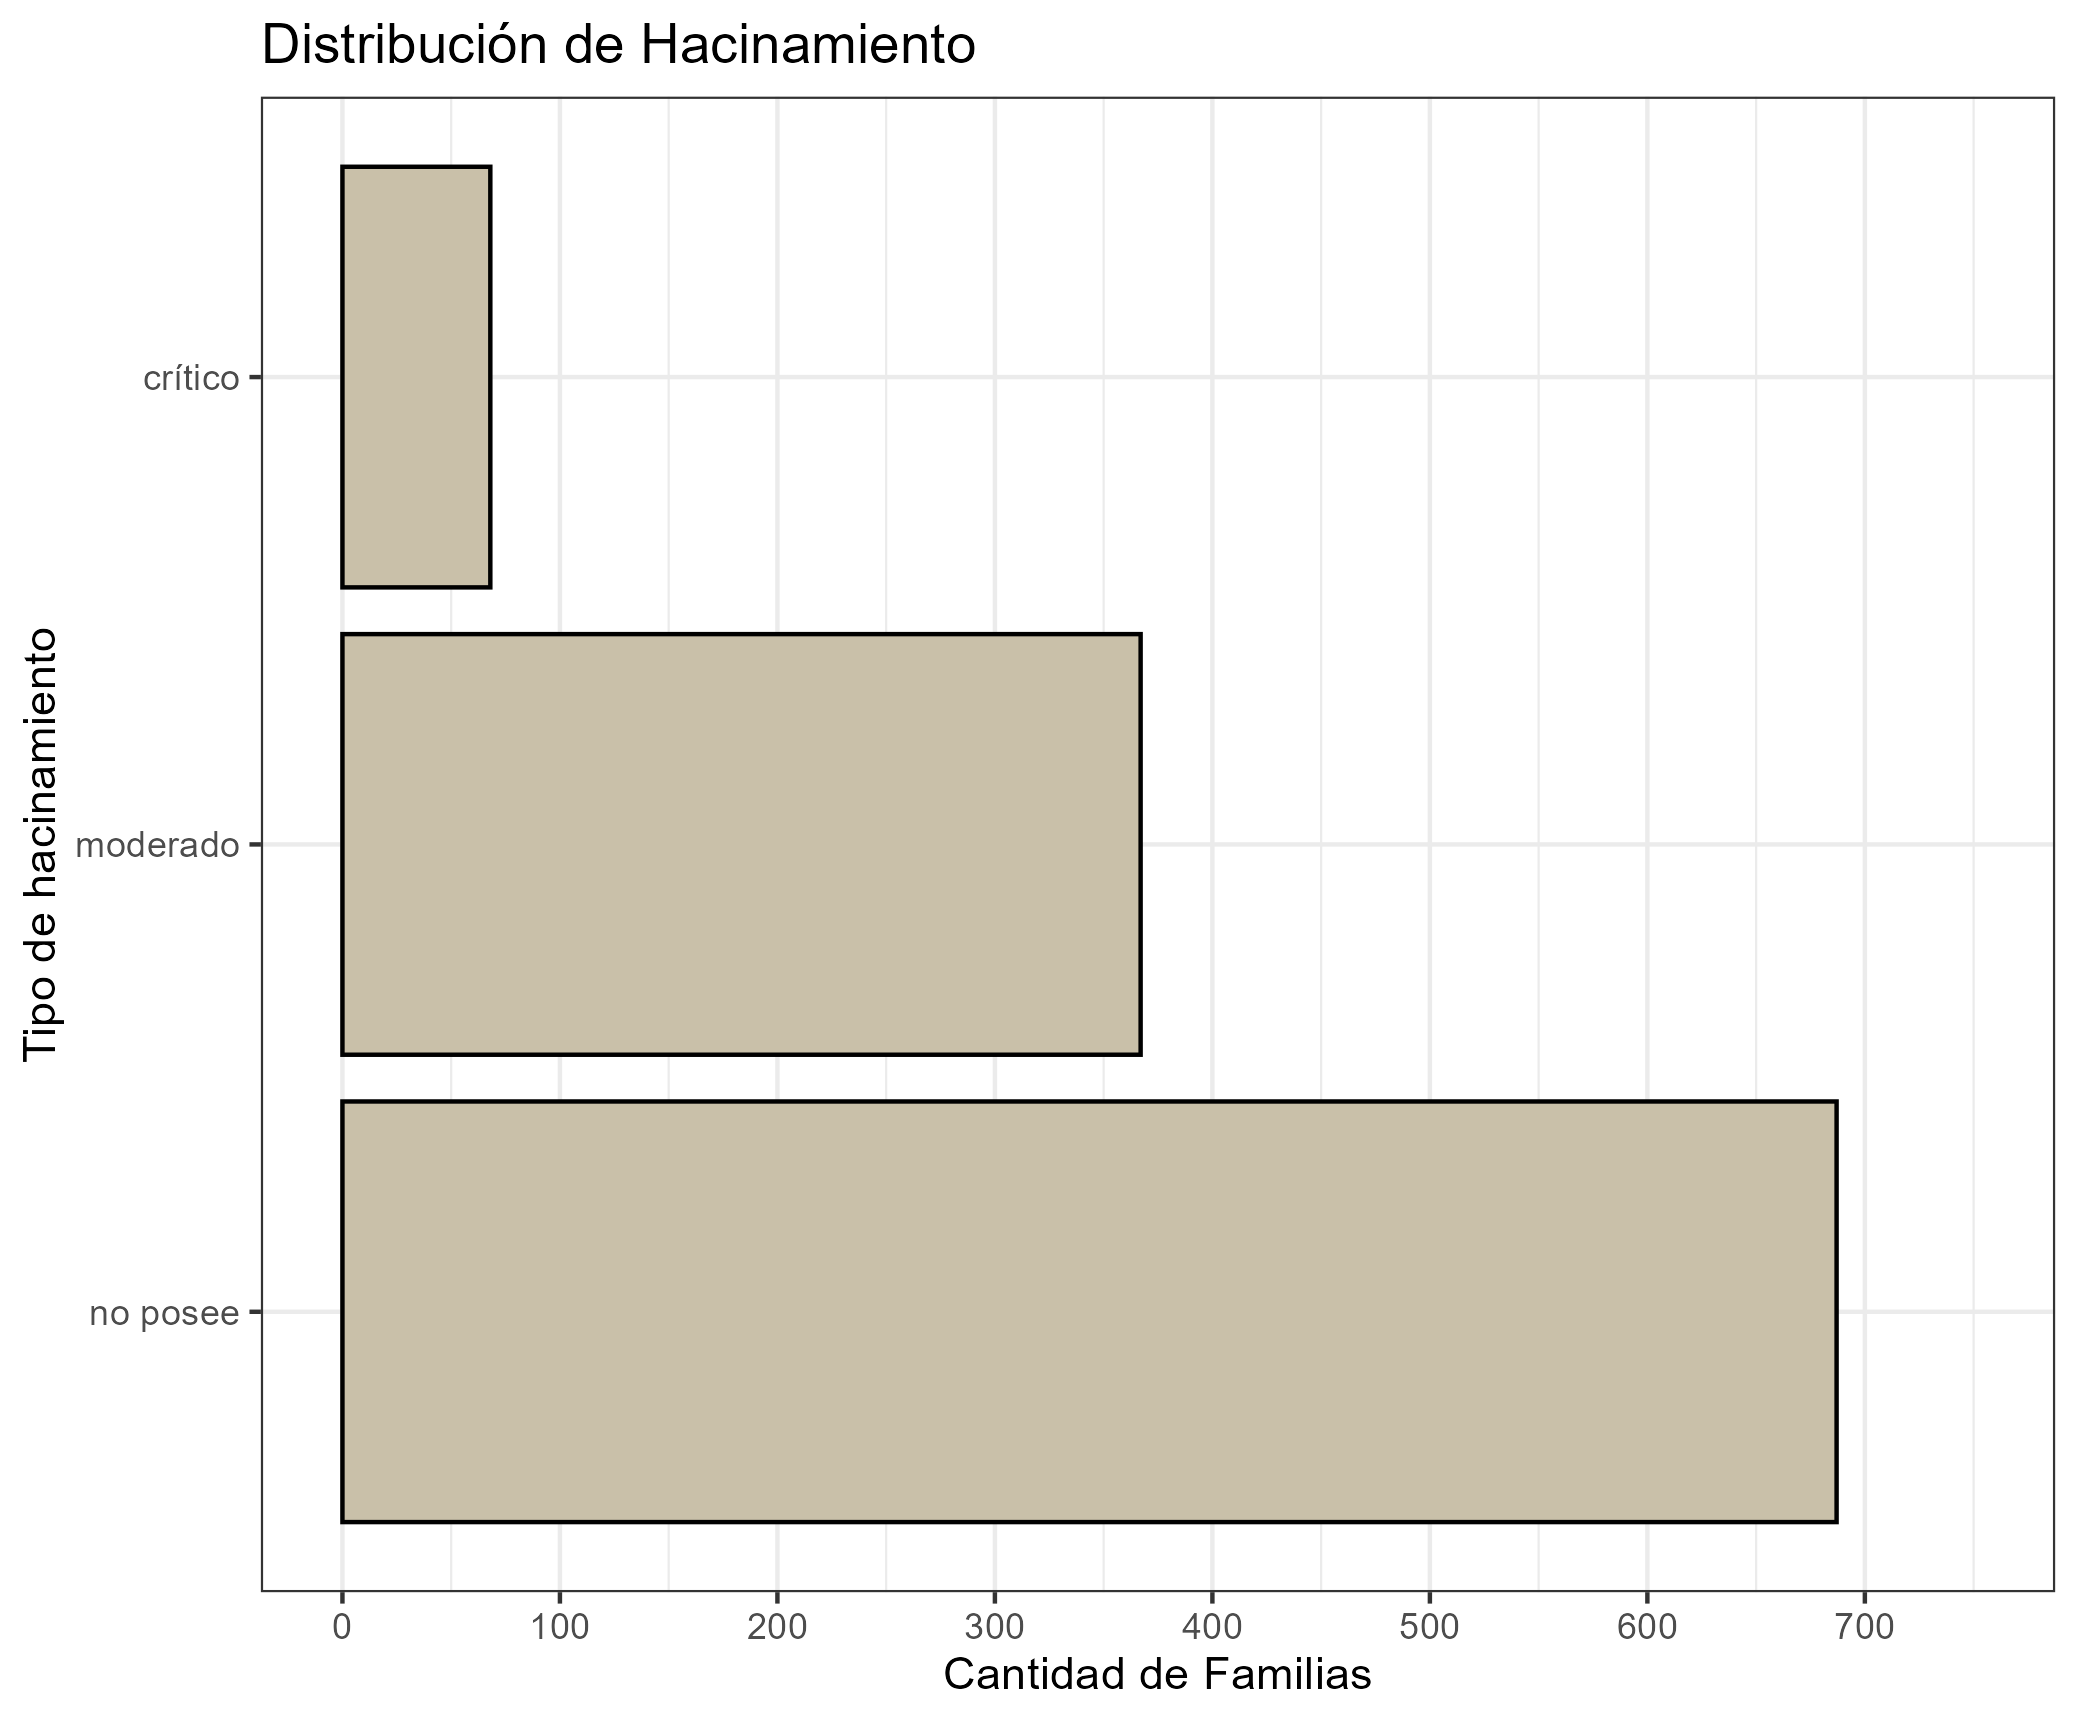 Distribución de Hacinamiento
Tipo de hacinamiento
crítico
moderado
no posee
0 100 200 300 400 500 600 700
Cantidad de Familias